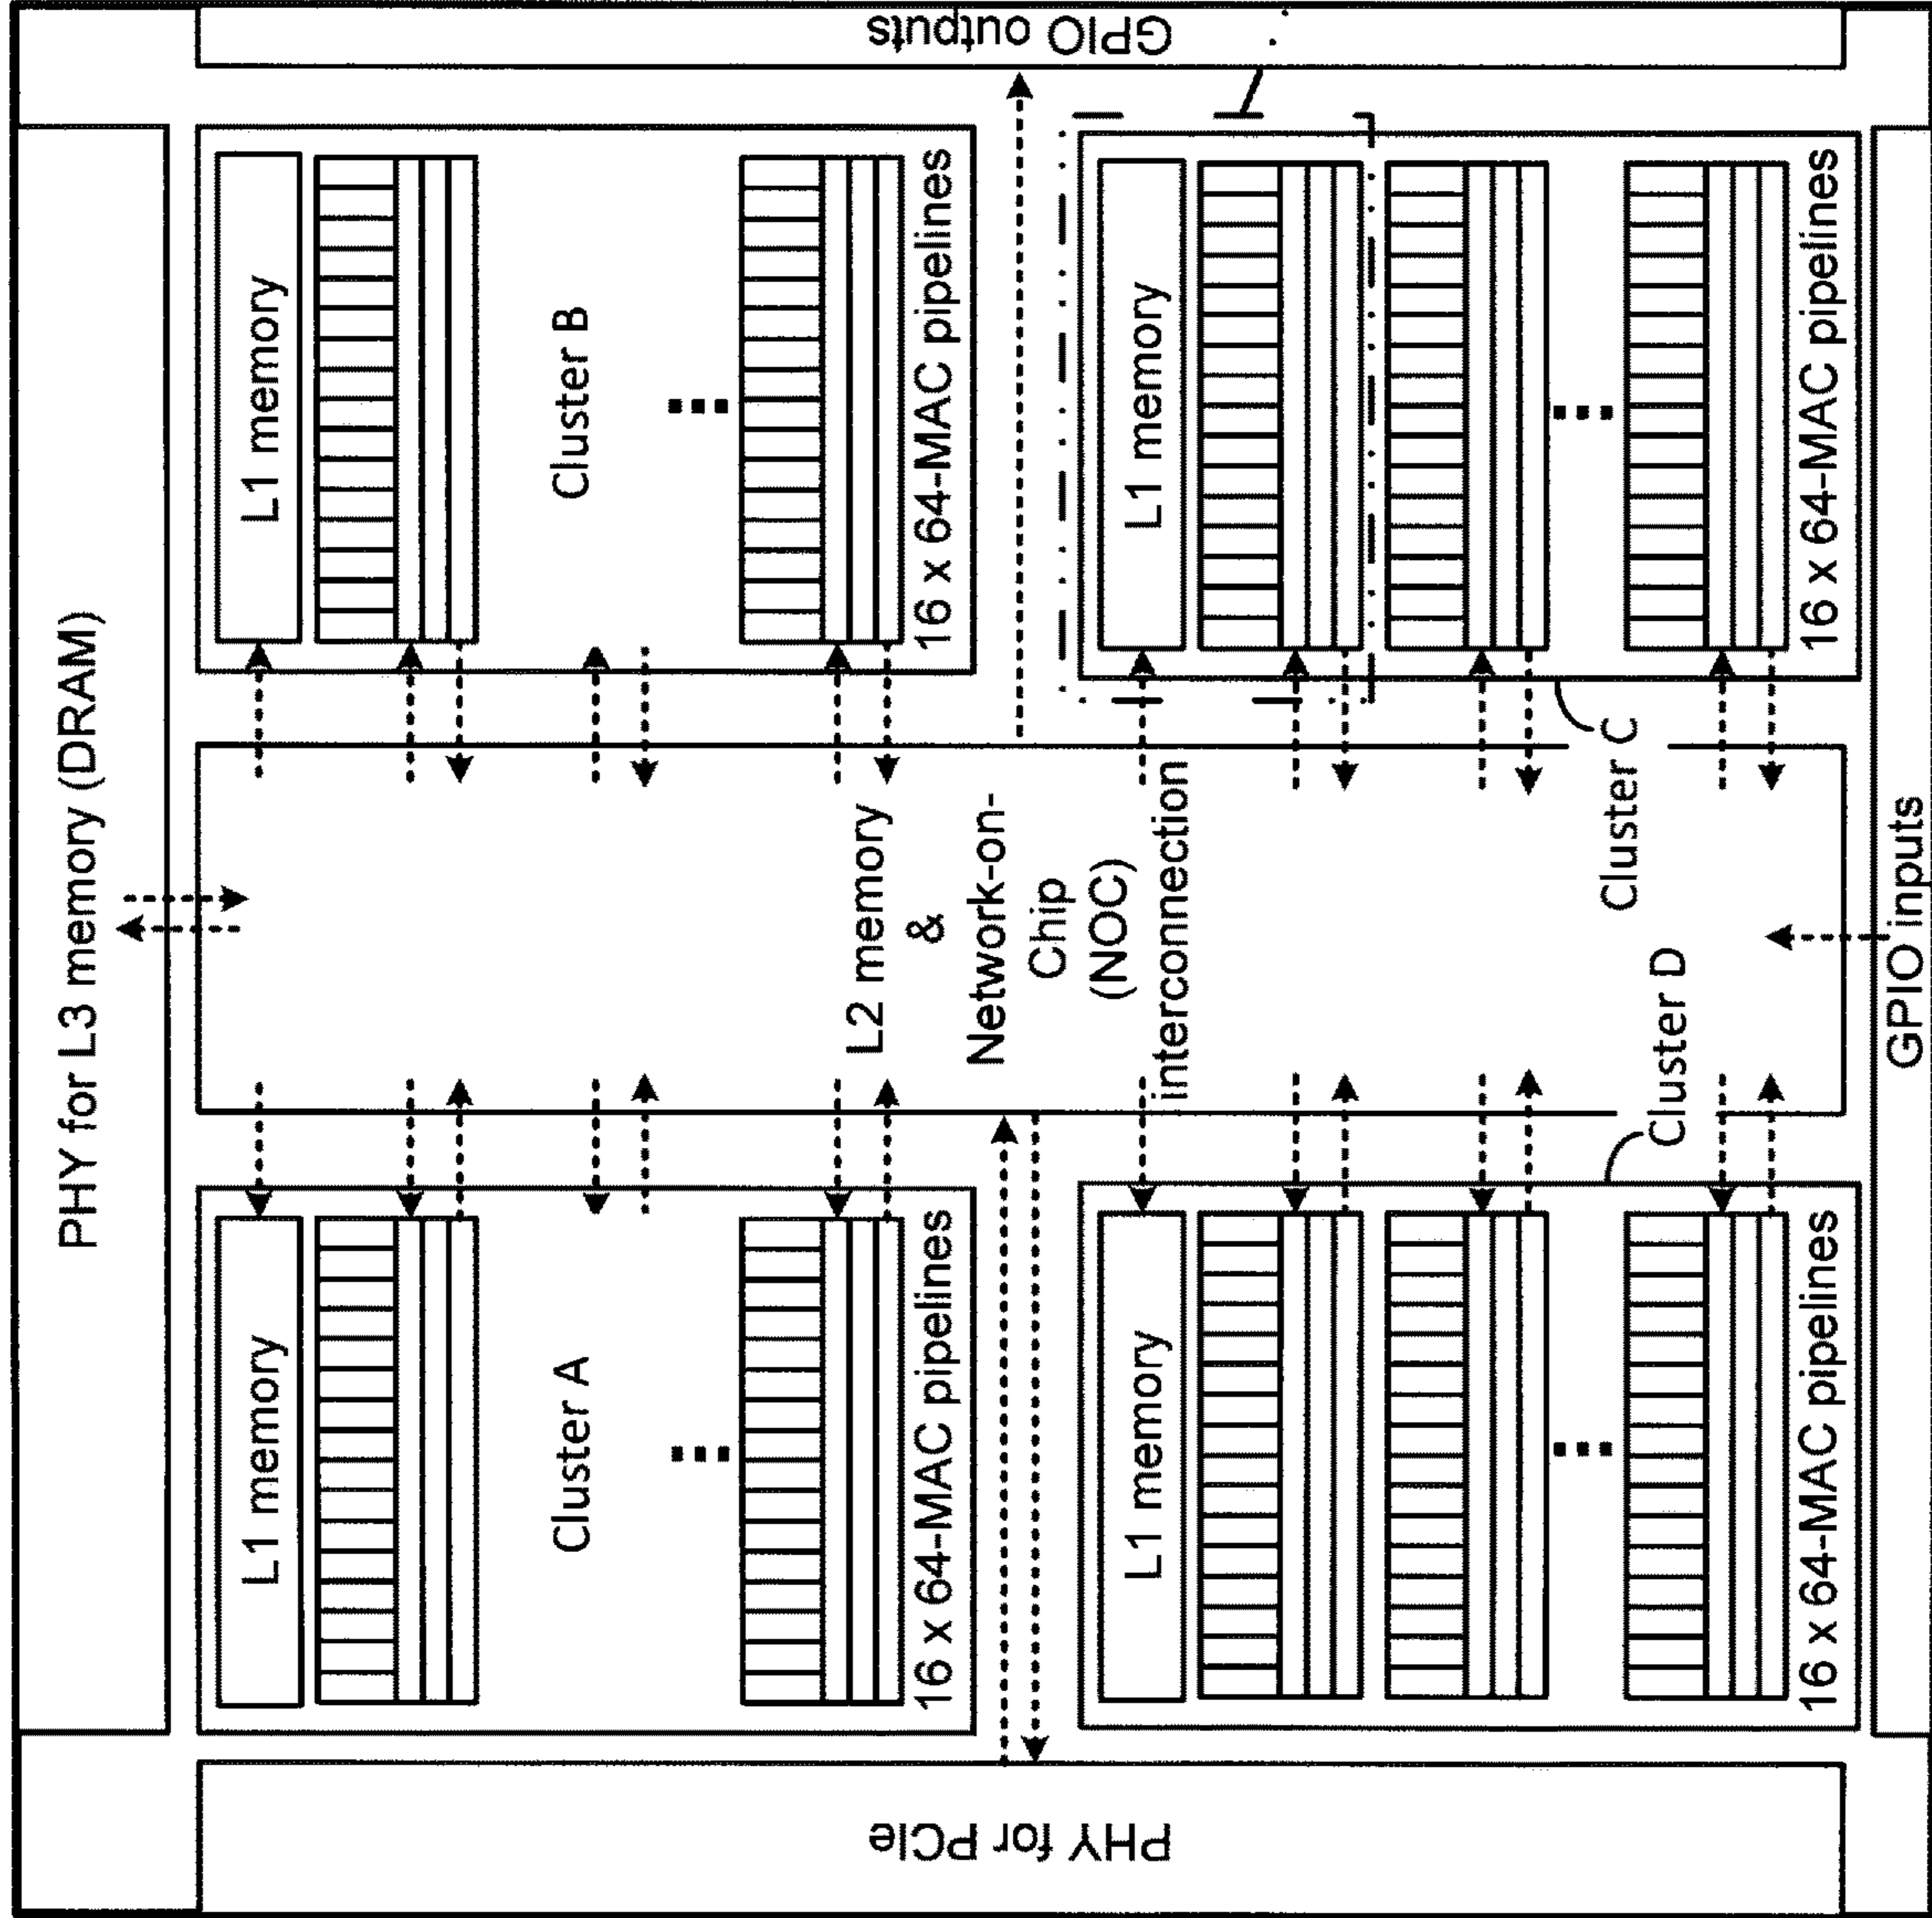 PHY for L3 memory (DRAM)
L1 memory
Cluster A
16 x 64-MAC pipelines
L1 memory
Cluster B
16 x 64-MAC pipelines
PHY for PCIe
L2 memory
&
Network-on-
Chip
(NOC)
interconnection
GPIO outputs
L1 memory
16 x 64-MAC pipelines
Cluster D
L1 memory
16 x 64-MAC pipelines
Cluster C
GPIO inputs